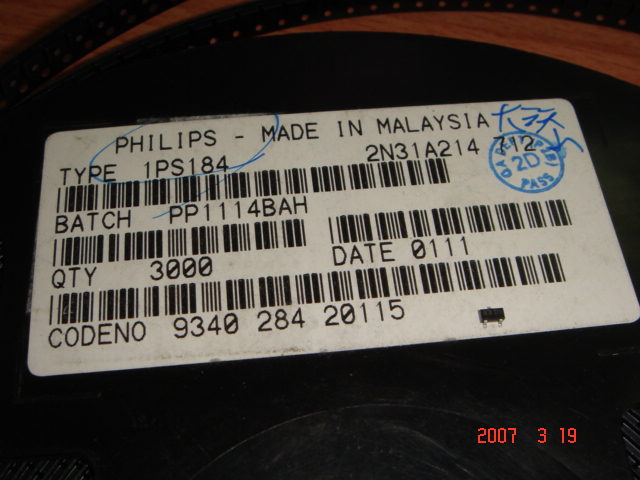 PHILIPS - MADE IN MALAYSIA
TYPE 1PS184 2N31A214 712
BATCH PP1114BAH
QTY 3000 DATE 0111
CODENO 9340 284 20115
2D
PASS
2007 3 19